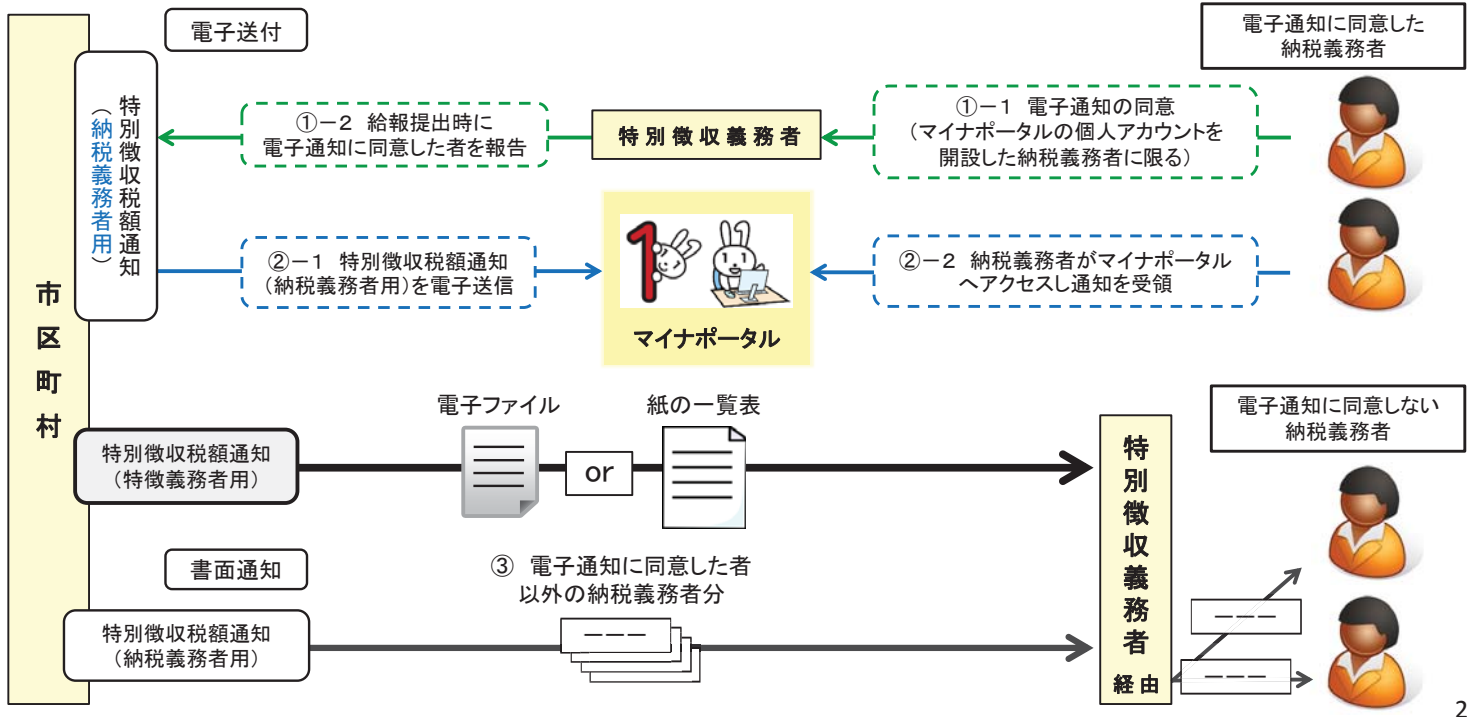 電子送付
電子通知に同意した
納税義務者
特別徴収税額通知
（納税義務者用）
①－2 給報提出時に
電子通知に同意した者を報告
特別徴収義務者
①－1 電子通知の同意
（マイナポータルの個人アカウントを
開設した納税義務者に限る）
②－1 特別徴収税額通知
（納税義務者用）を電子送信
1
マイナポータル
②－2 納税義務者がマイナポータル
へアクセスし通知を受領
市区町村
電子ファイル
紙の一覧表
電子通知に同意しない
納税義務者
特別徴収税額通知
（特徴義務者用）
or
特別徴収義務者
経由
書面通知
③ 電子通知に同意した者
以外の納税義務者分
特別徴収税額通知
（納税義務者用）
2